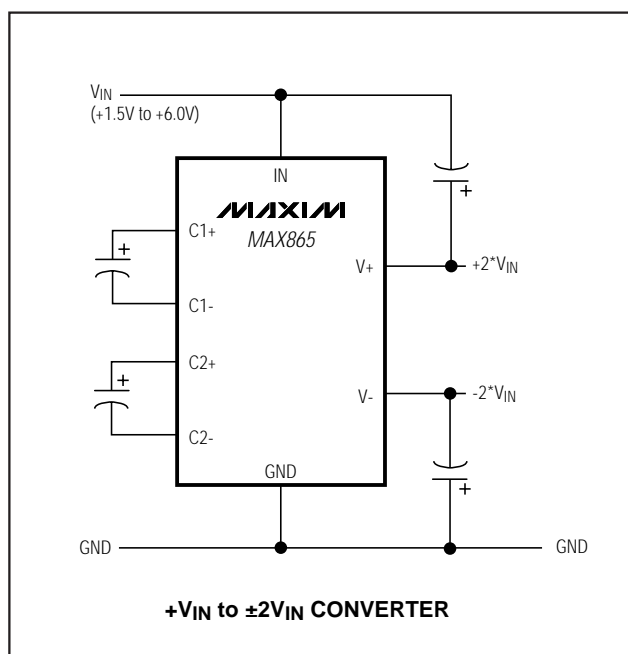 VIN
(+1.5V to +6.0V)
IN
MAXIM
MAX865
C1+
C1-
C2+
C2-
V+
V-
GND
+
+
+
+
+2*VIN
-2*VIN
GND
GND
+VIN to ±2VIN CONVERTER